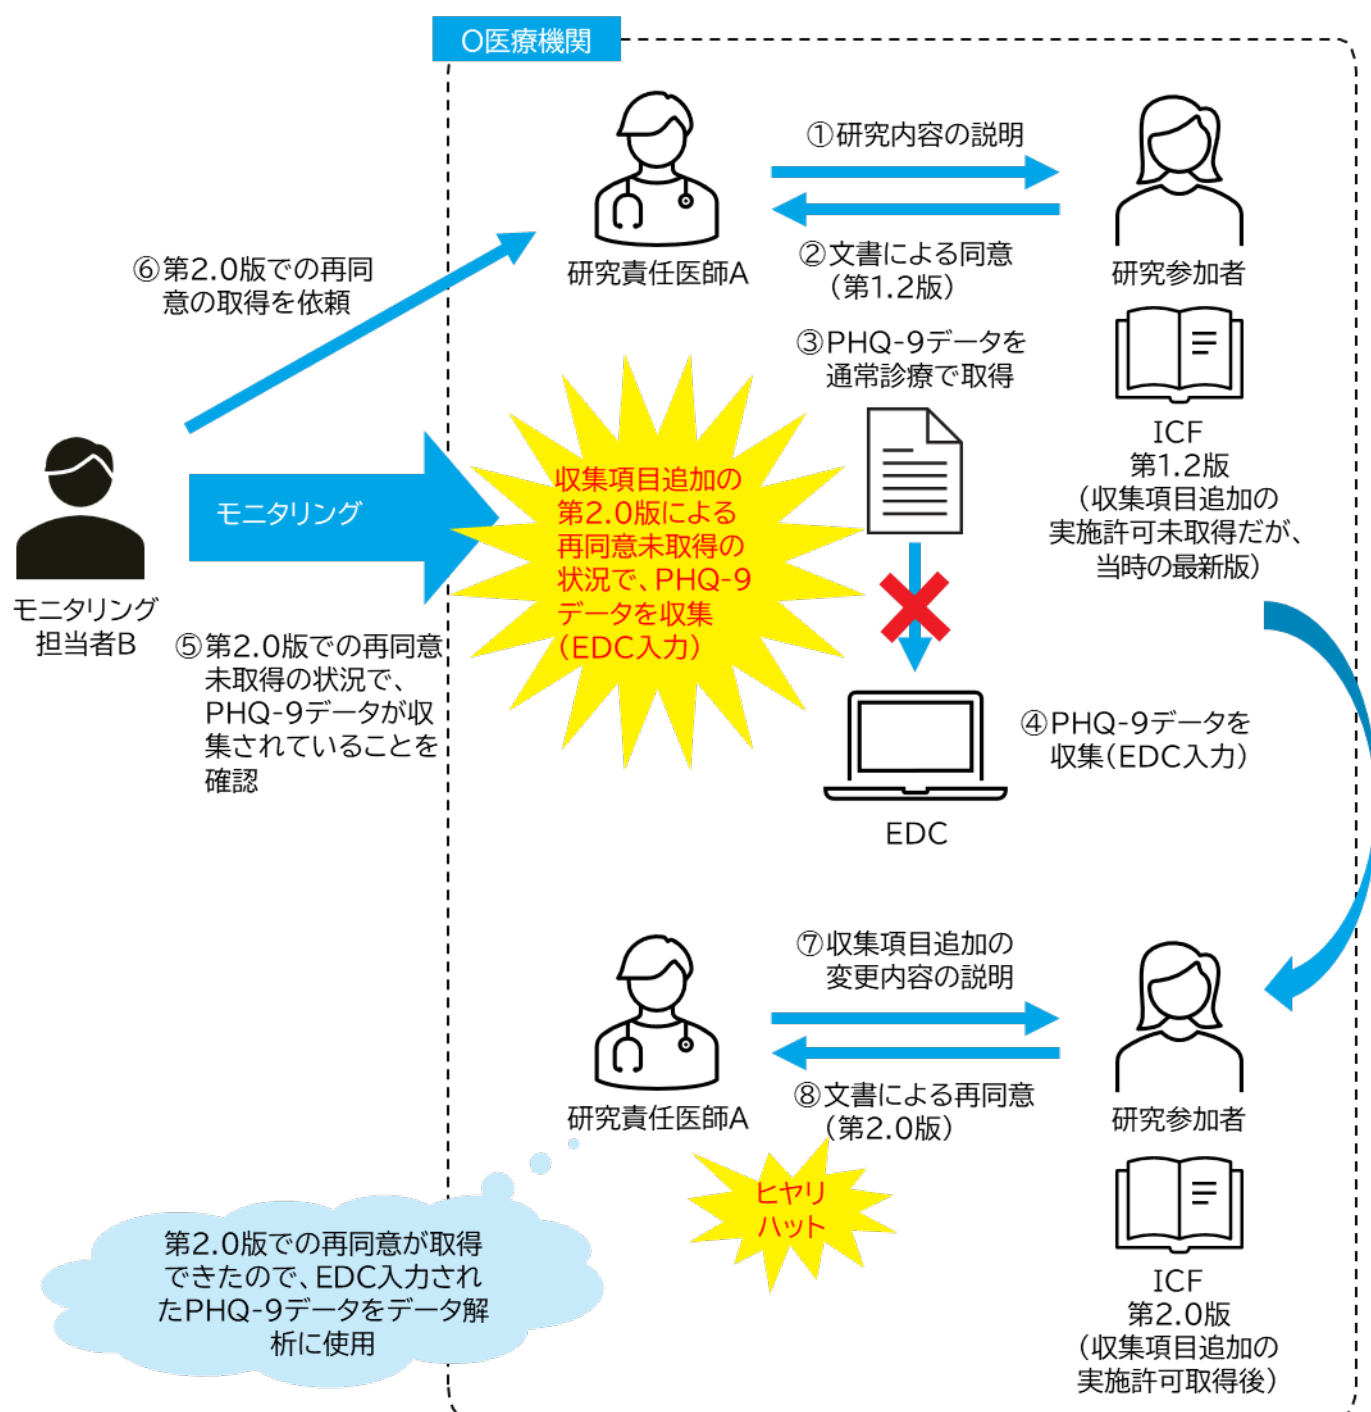 O医療機関
①研究内容の説明
研究責任医師A
②文書による同意
（第1.2版）
研究参加者
⑥第2.0版での再同
意の取得を依頼
③PHQ-9データを
通常診療で取得
ICF
第1.2版
（収集項目追加の
実施許可未取得だが、
当時の最新版）
モニタリング
収集項目追加の
第2.0版による
再同意未取得の
状況で、PHQ-9
データを収集
（EDC入力）
モニタリング
担当者B
⑤第2.0版での再同意
未取得の状況で、
PHQ-9データが収
集されていることを
確認
④PHQ-9データを
収集（EDC入力）
EDC
⑦収集項目追加の
変更内容の説明
研究責任医師A
⑧文書による再同意
（第2.0版）
研究参加者
ヒヤリ
ハット
第2.0版での再同意が取得
できたので、EDC入力され
たPHQ-9データをデータ解
析に使用
ICF
第2.0版
（収集項目追加の
実施許可取得後）